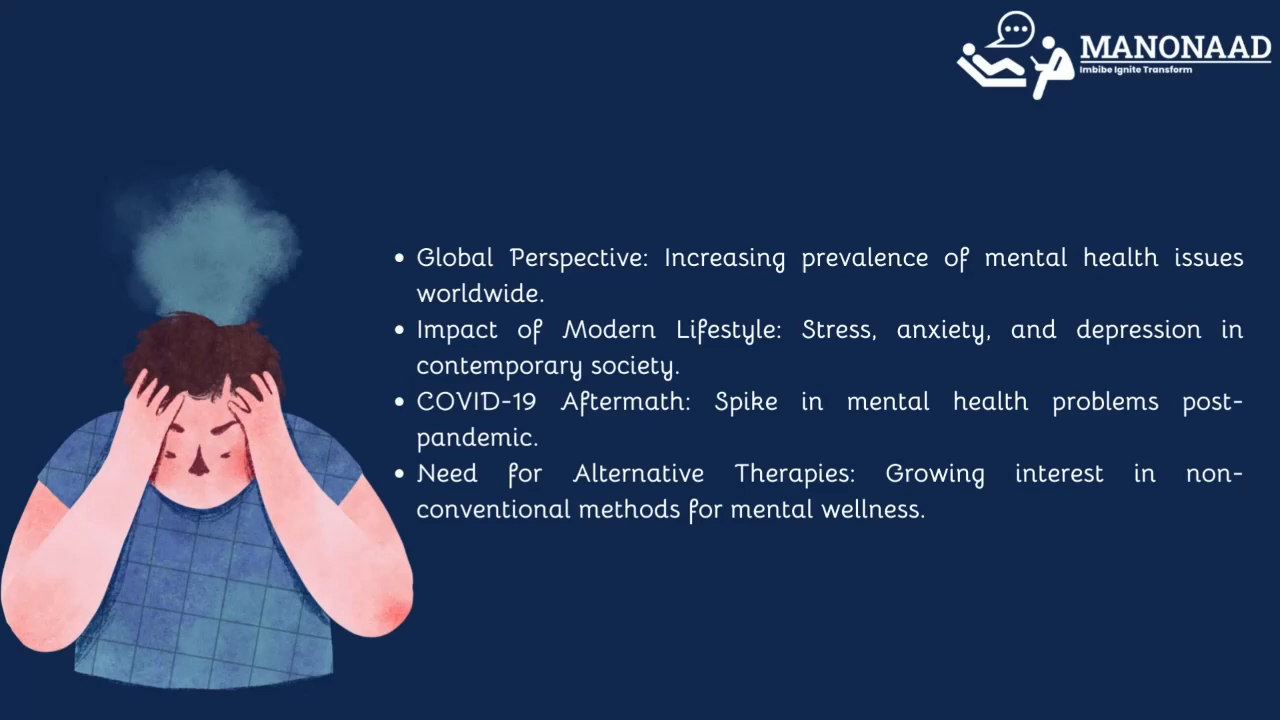 MANONAAD
Imbibe Ignite Transform
• Global Perspective: Increasing prevalence of mental health issues
worldwide.
• Impact of Modern Lifestyle: Stress, anxiety, and depression in
contemporary society.
• COVID-19 Aftermath: Spike in mental health problems post-
pandemic.
• Need for Alternative Therapies: Growing interest in non-
conventional methods for mental wellness.